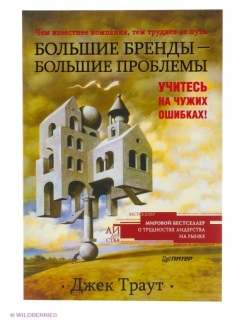 Чем известнее компания, тем труднее ее путь
БОЛЬШИЕ БРЕНДЫ —
БОЛЬШИЕ ПРОБЛЕМЫ
УЧИТЕСЬ
НА ЧУЖИХ
ОШИБКАХ!
БЕСТСЕЛЛЕР
МИРОВОЙ БЕСТСЕЛЛЕР
О ТРУДНОСТЯХ ЛИДЕРСТВА
НА РЫНКЕ
ПИТЕР
Джек Траут
© WILDBERRIES